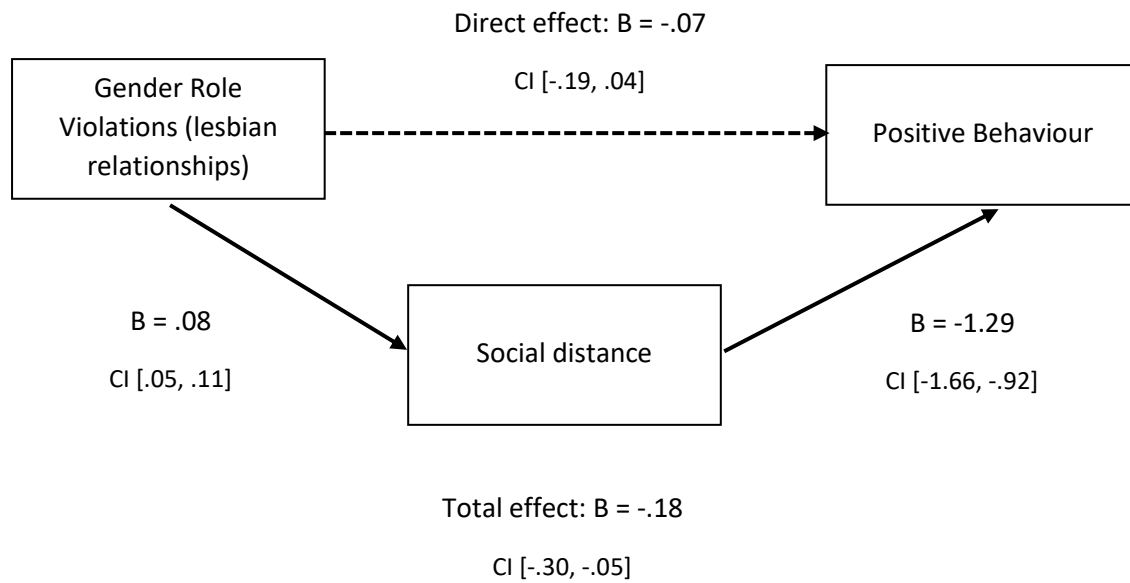 Direct effect: B = -.07
CI [-.19, .04]
Gender Role
Violations (lesbian
relationships)
Positive Behaviour
B = .08
CI [.05, .11]
Social distance
B = -1.29
CI [-1.66, -.92]
Total effect: B = -.18
CI [-.30, -.05]